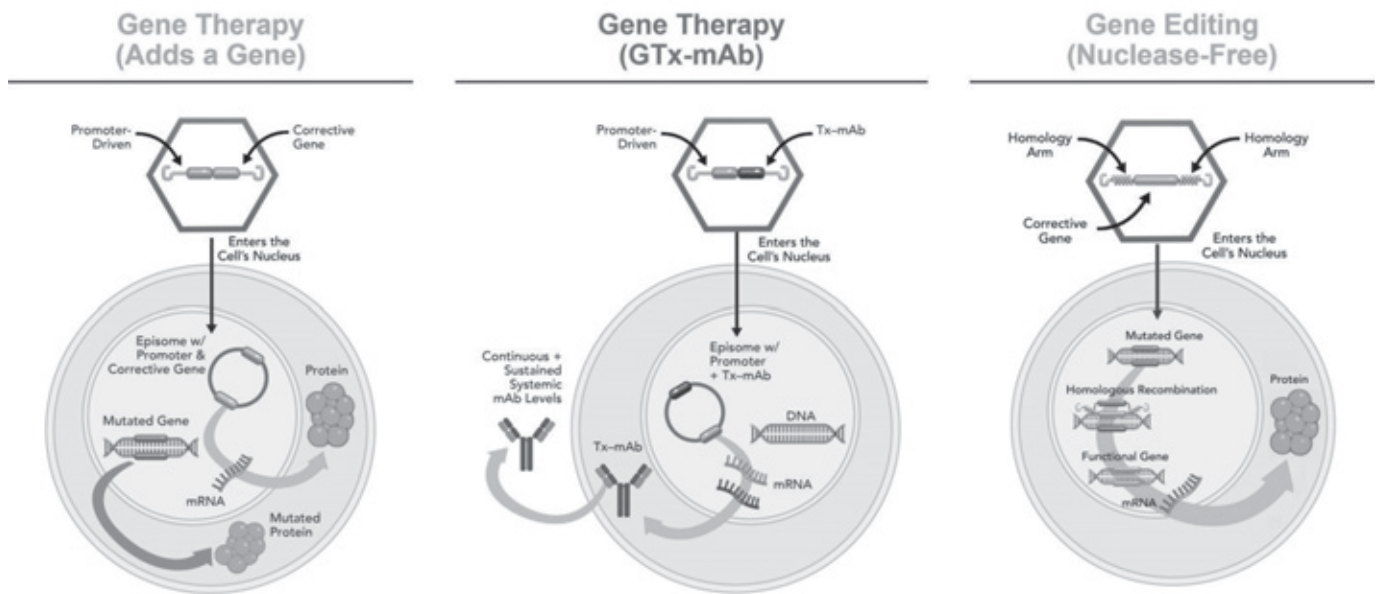 Gene Therapy
(Adds a Gene)
Promoter-
Driven
Corrective
Gene
Enters the
Cell's Nucleus
Episome w/
Promoter &
Corrective Gene
Protein
Mutated Gene
mRNA
Mutated
Protein
Gene Therapy
(GTx-mAb)
Promoter-
Driven
Tx–mAb
Enters the
Cell's Nucleus
Episome w/
Promoter
+ Tx–mAb
Continuous +
Sustained
Systemic
mAb Levels
DNA
Tx–mAb
mRNA
Gene Editing
(Nuclease-Free)
Homology
Arm
Homology
Arm
Corrective
Gene
Enters the
Cell's Nucleus
Mutated Gene
Homologous Recombination
Protein
Functional Gene
mRNA